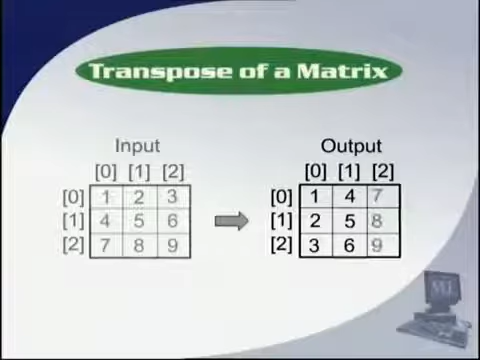 Transpose of a Matrix
Input Output
[0] [1] [2] [0] [1] [2]
[0] 1 2 3 [0] 1 4 7
[1] 4 5 6 [1] 2 5 8
[2] 7 8 9 [2] 3 6 9